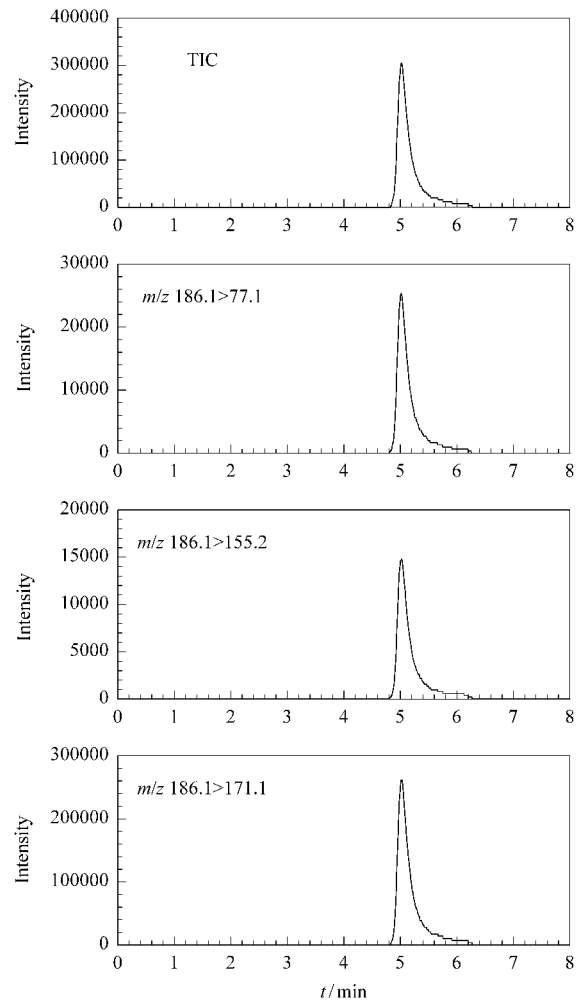 400000
TIC
300000
Intensity
200000
100000
0
0 1 2 3 4 5 6 7 8
30000
m/z 186.1>77.1
20000
Intensity
10000
0
0 1 2 3 4 5 6 7 8
20000
m/z 186.1>155.2
15000
Intensity
10000
5000
0
0 1 2 3 4 5 6 7 8
300000
m/z 186.1>171.1
200000
Intensity
100000
0
0 1 2 3 4 5 6 7 8
t/min